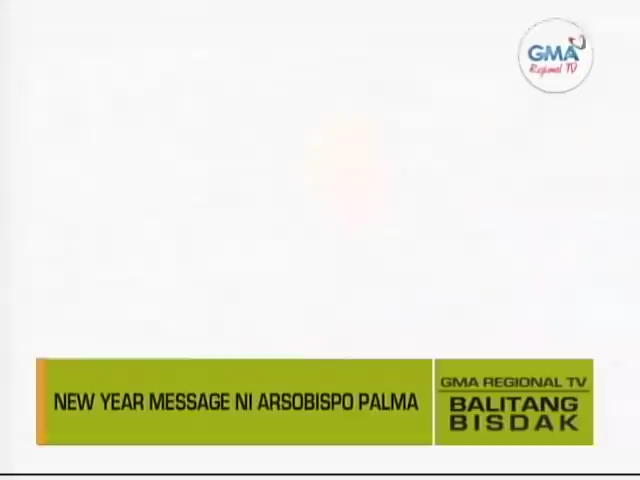 GMA
Regional TV
NEW YEAR MESSAGE NI ARSOBISPO PALMA
GMA REGIONAL TV
BALITANG
BISDAK